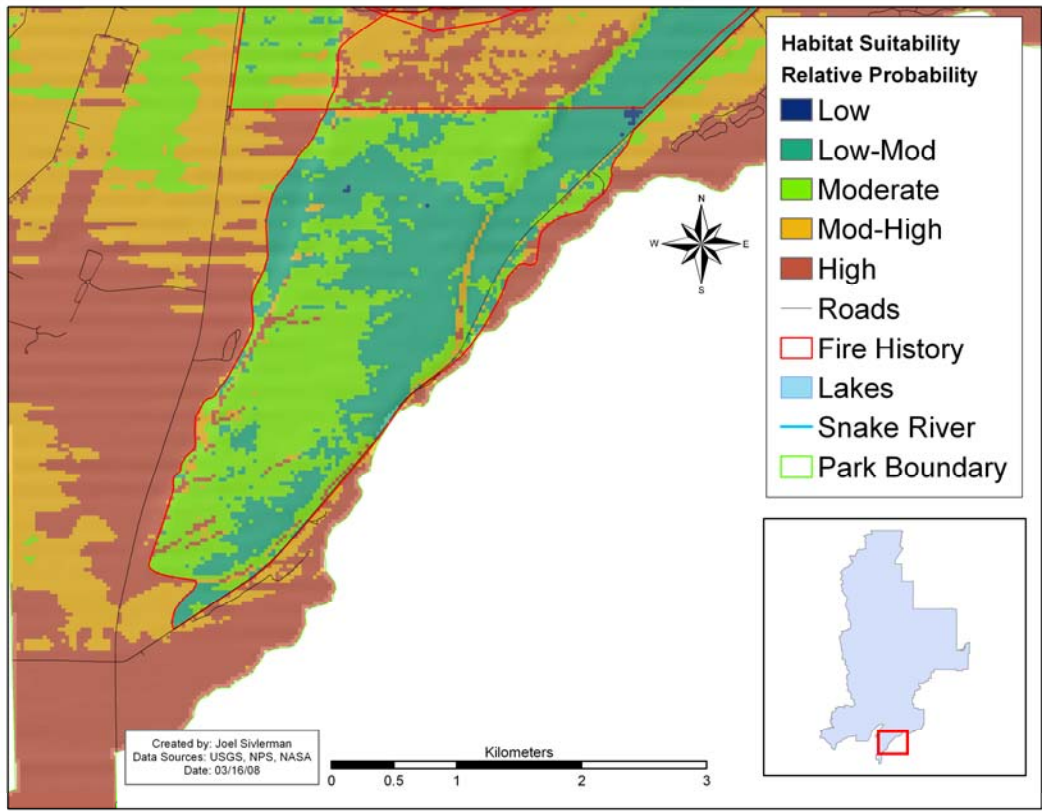 Habitat Suitability
Relative Probability
Low
Low-Mod
Moderate
Mod-High
High
Roads
Fire History
Lakes
Snake River
Park Boundary
N
W E
S
Created by: Joel Sivlerman
Data Sources: USGS, NPS, NASA
Date: 03/16/08
Kilometers
0 0.5 1 2 3